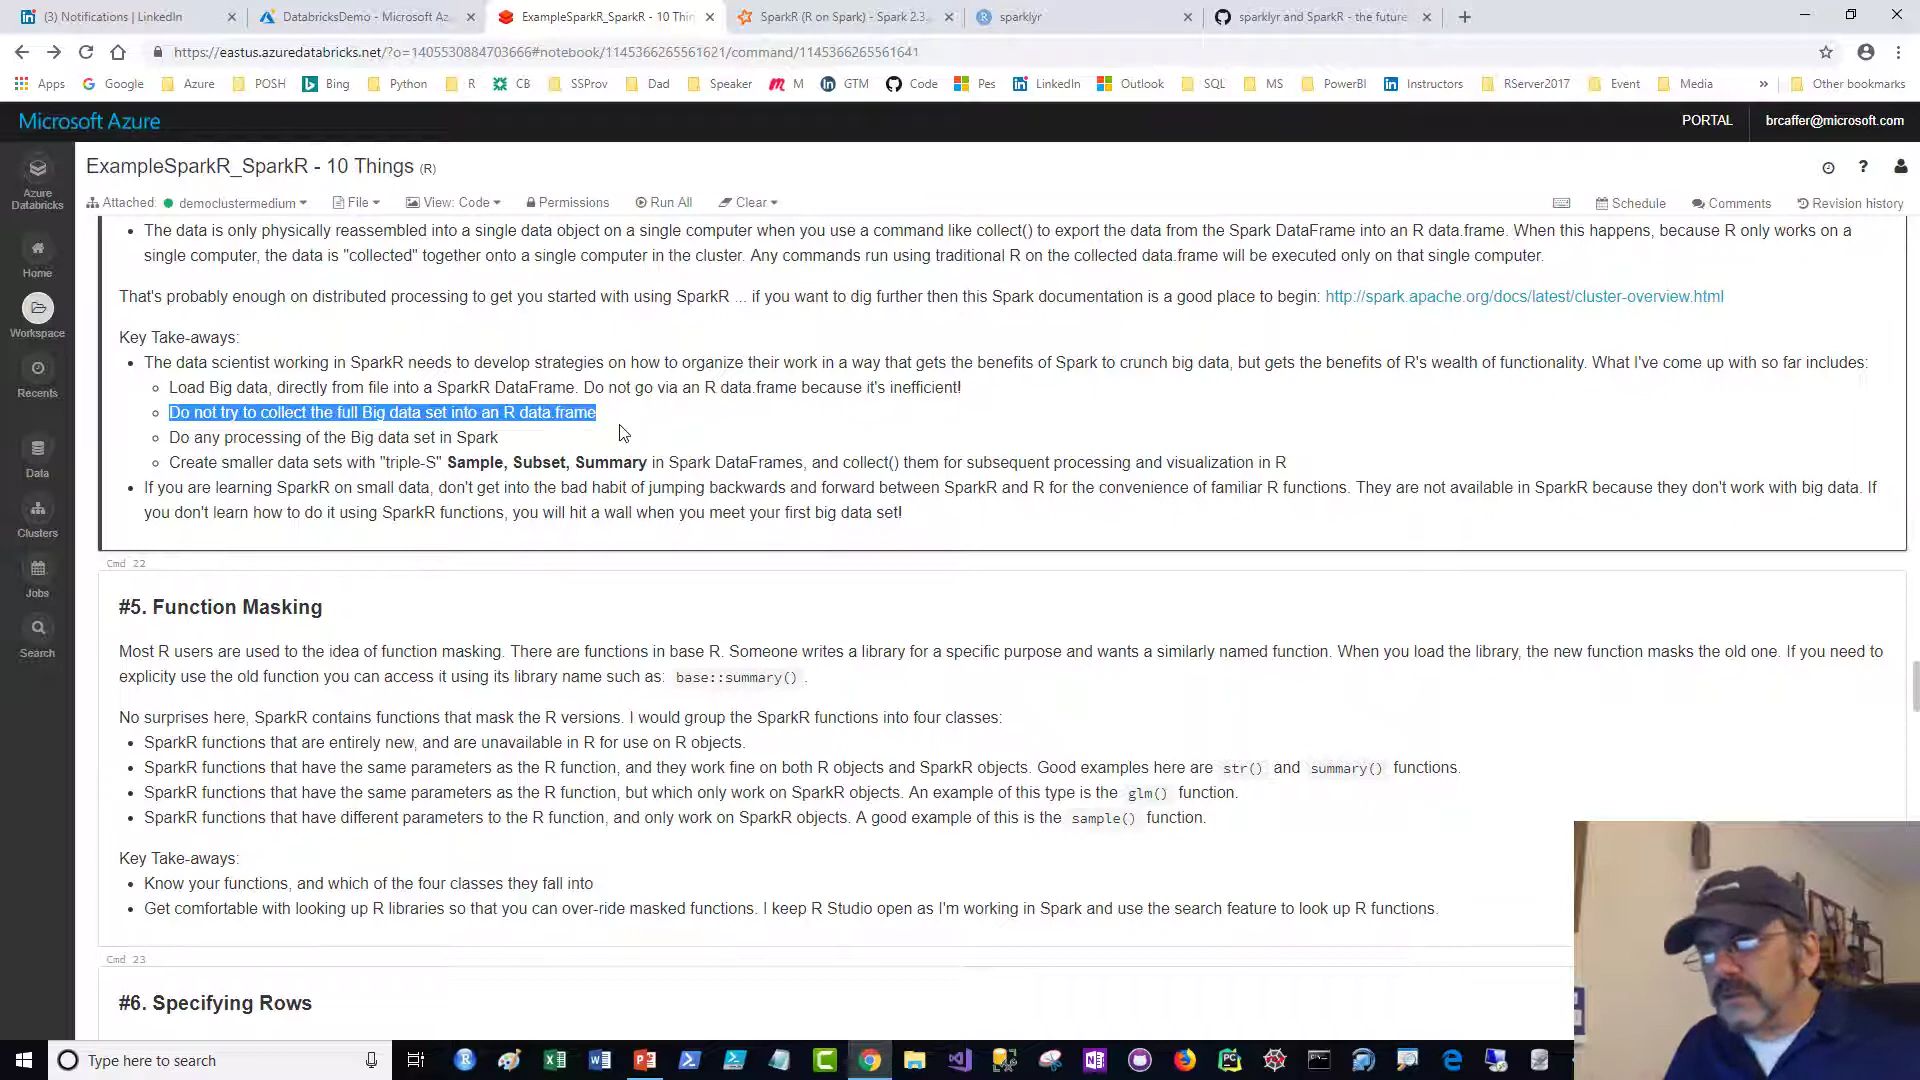 (3) Notifications | LinkedIn
DatabricksDemo - Microsoft Az
ExampleSparkR_SparkR - 10 Thin
SparkR (R on Spark) - Spark 2.3
sparklyr
sparklyr and SparkR - the future
https://eastus.azuredatabricks.net/?o=1405530884703666#notebook/1145366265561621/command/1145366265561641
Apps Google Azure POSH Bing Python R CB SSProv Dad Speaker M GTM Code Pes LinkedIn Outlook SQL MS PowerBI Instructors RServer2017 Event Media » Other bookmarks
Microsoft Azure
PORTAL brcaffer@microsoft.com
Azure Databricks
Home
Workspace
Recents
Data
Clusters
Jobs
Search
ExampleSparkR_SparkR - 10 Things (R)
Attached: democlustermedium File View: Code Permissions Run All Clear Schedule Comments Revision history
• The data is only physically reassembled into a single data object on a single computer when you use a command like collect() to export the data from the Spark DataFrame into an R data.frame. When this happens, because R only works on a
single computer, the data is "collected" together onto a single computer in the cluster. Any commands run using traditional R on the collected data.frame will be executed only on that single computer.
That's probably enough on distributed processing to get you started with using SparkR ... if you want to dig further then this Spark documentation is a good place to begin: http://spark.apache.org/docs/latest/cluster-overview.html
Key Take-aways:
• The data scientist working in SparkR needs to develop strategies on how to organize their work in a way that gets the benefits of Spark to crunch big data, but gets the benefits of R's wealth of functionality. What I've come up with so far includes:
Load Big data, directly from file into a SparkR DataFrame. Do not go via an R data.frame because it's inefficient!
Do not try to collect the full Big data set into an R data.frame
Do any processing of the Big data set in Spark
Create smaller data sets with "triple-S" Sample, Subset, Summary in Spark DataFrames, and collect() them for subsequent processing and visualization in R
• If you are learning SparkR on small data, don't get into the bad habit of jumping backwards and forward between SparkR and R for the convenience of familiar R functions. They are not available in SparkR because they don't work with big data. If
you don't learn how to do it using SparkR functions, you will hit a wall when you meet your first big data set!
Cmd 22
#5. Function Masking
Most R users are used to the idea of function masking. There are functions in base R. Someone writes a library for a specific purpose and wants a similarly named function. When you load the library, the new function masks the old one. If you need to
explicity use the old function you can access it using its library name such as: base::summary() .
No surprises here, SparkR contains functions that mask the R versions. I would group the SparkR functions into four classes:
• SparkR functions that are entirely new, and are unavailable in R for use on R objects.
• SparkR functions that have the same parameters as the R function, and they work fine on both R objects and SparkR objects. Good examples here are str() and summary() functions.
• SparkR functions that have the same parameters as the R function, but which only work on SparkR objects. An example of this type is the glm() function.
• SparkR functions that have different parameters to the R function, and only work on SparkR objects. A good example of this is the sample() function.
Key Take-aways:
• Know your functions, and which of the four classes they fall into
• Get comfortable with looking up R libraries so that you can over-ride masked functions. I keep R Studio open as I'm working in Spark and use the search feature to look up R functions.
Cmd 23
#6. Specifying Rows
Type here to search